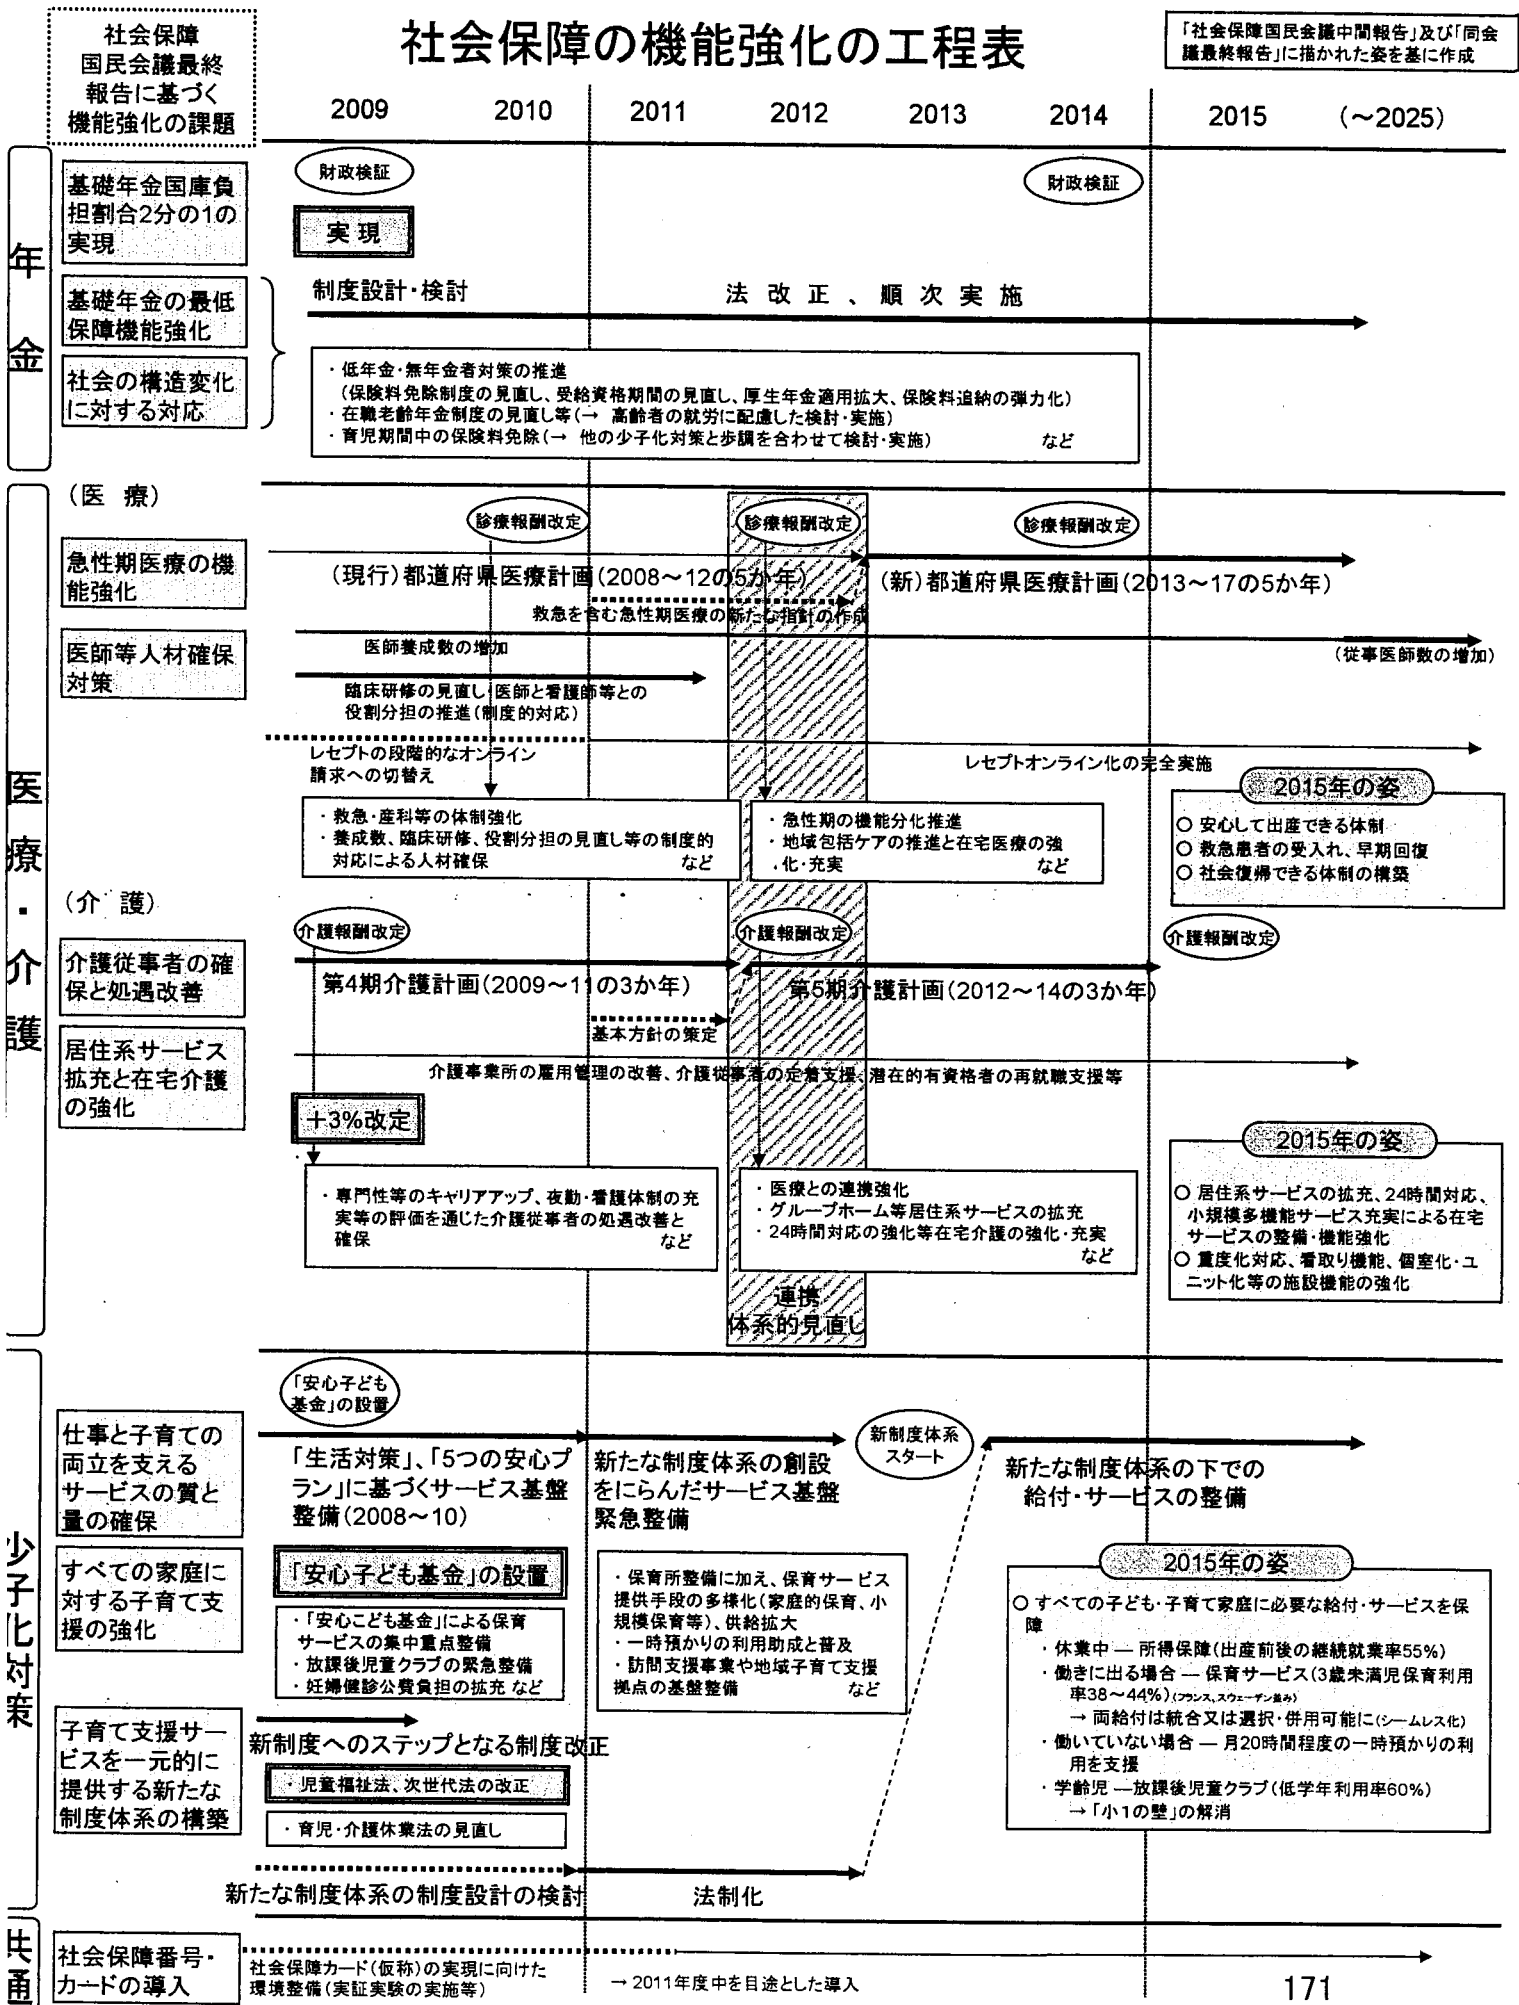 社会保障
国民会議最終
報告に基づく
機能強化の課題
社会保障の機能強化の工程表
「社会保障国民会議中間報告」及び「同会
議最終報告」に描かれた姿を基に作成
2009 2010 2011 2012 2013 2014 2015 (～2025)
年金
基礎年金国庫負
担割合2分の1の
実現
財政検証
財政検証
実現
基礎年金の最低
保障機能強化
社会の構造変化
に対する対応
制度設計・検討
法改正、順次実施
・低年金・無年金者対策の推進
(保険料免除制度の見直し、受給資格期間の見直し、厚生年金適用拡大、保険料追納の弾力化)
・在職老齢年金制度の見直し等(→ 高齢者の就労に配慮した検討・実施)
・育児期間中の保険料免除(→ 他の少子化対策と歩調を合わせて検討・実施) など
医療・介護
(医 療)
診療報酬改定
診療報酬改定
診療報酬改定
急性期医療の機
能強化
(現行)都道府県医療計画(2008～12の5か年)
(新)都道府県医療計画(2013～17の5か年)
救急を含む急性期医療の新たな指針の作成
医師等人材確保
対策
医師養成数の増加
(従事医師数の増加)
臨床研修の見直し・医師と看護師等との
役割分担の推進(制度的対応)
レセプトの段階的なオンライン
請求への切替え
レセプトオンライン化の完全実施
・救急・産科等の体制強化
・養成数、臨床研修、役割分担の見直し等の制度的
対応による人材確保 など
・急性期の機能分化推進
・地域包括ケアの推進と在宅医療の強
化・充実 など
2015年の姿
○ 安心して出産できる体制
○ 救急患者の受入れ、早期回復
○ 社会復帰できる体制の構築
(介 護)
介護報酬改定
介護報酬改定
介護報酬改定
介護従事者の確
保と処遇改善
第4期介護計画(2009～11の3か年)
第5期介護計画(2012～14の3か年)
基本方針の策定
居住系サービス
拡充と在宅介護
の強化
介護事業所の雇用管理の改善、介護従事者の定着支援、潜在的有資格者の再就職支援等
＋3%改定
・専門性等のキャリアアップ、夜勤・看護体制の充
実等の評価を通じた介護従事者の処遇改善と
確保 など
・医療との連携強化
・グループホーム等居住系サービスの拡充
・24時間対応の強化等在宅介護の強化・充実
など
2015年の姿
○ 居住系サービスの拡充、24時間対応、
小規模多機能サービス充実による在宅
サービスの整備・機能強化
○ 重度化対応、看取り機能、個室化・ユ
ニット化等の施設機能の強化
連携
体系的見直し
少子化対策
「安心子ども
基金」の設置
仕事と子育ての
両立を支える
サービスの質と
量の確保
「生活対策」、「5つの安心プ
ラン」に基づくサービス基盤
整備(2008～10)
新たな制度体系の創設
をにらんだサービス基盤
緊急整備
新制度体系
スタート
新たな制度体系の下での
給付・サービスの整備
すべての家庭に
対する子育て支
援の強化
「安心子ども基金」の設置
・「安心こども基金」による保育
サービスの集中重点整備
・放課後児童クラブの緊急整備
・妊婦健診公費負担の拡充 など
・保育所整備に加え、保育サービス
提供手段の多様化(家庭的保育、小
規模保育等)、供給拡大
・一時預かりの利用助成と普及
・訪問支援事業や地域子育て支援
拠点の基盤整備 など
2015年の姿
○ すべての子ども・子育て家庭に必要な給付・サービスを保
障
・休業中 ― 所得保障(出産前後の継続就業率55%)
・働きに出る場合 ― 保育サービス(3歳未満児保育利用
率38～44%)(フランス、スウェーデン並み)
→ 両給付は統合又は選択・併用可能に(シームレス化)
・働いていない場合 ― 月20時間程度の一時預かりの利
用を支援
・学齢児 ―放課後児童クラブ(低学年利用率60%)
→「小1の壁」の解消
子育て支援サー
ビスを一元的に
提供する新たな
制度体系の構築
新制度へのステップとなる制度改正
・児童福祉法、次世代法の改正
・育児・介護休業法の見直し
新たな制度体系の制度設計の検討
法制化
共通
社会保障番号・
カードの導入
社会保障カード(仮称)の実現に向けた
環境整備(実証実験の実施等)
→ 2011年度中を目途とした導入
171